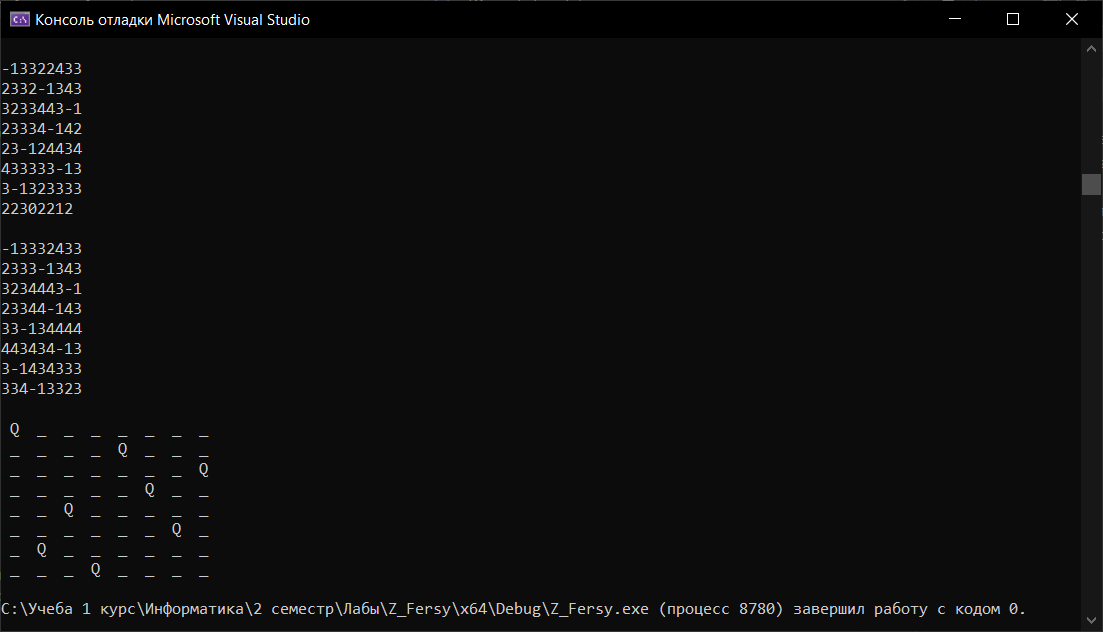 Консоль отладки Microsoft Visual Studio
-13322433
2332-1343
3233443-1
23334-142
23-124434
433333-13
3-1323333
22302212
-13332433
2333-1343
3234443-1
23344-143
33-134444
443434-13
3-1434333
334-13323
Q _ _ _ _ _ _ _
_ _ _ _ Q _ _ _
_ _ _ _ _ _ _ Q
_ _ _ _ _ Q _ _
_ _ Q _ _ _ _ _
_ _ _ _ _ _ Q _
_ Q _ _ _ _ _ _
_ _ _ Q _ _ _ _
C:\Учеба 1 курс\Информатика\2 семестр\Лабы\Z_Fersy\x64\Debug\Z_Fersy.exe (процесс 8780) завершил работу с кодом 0.